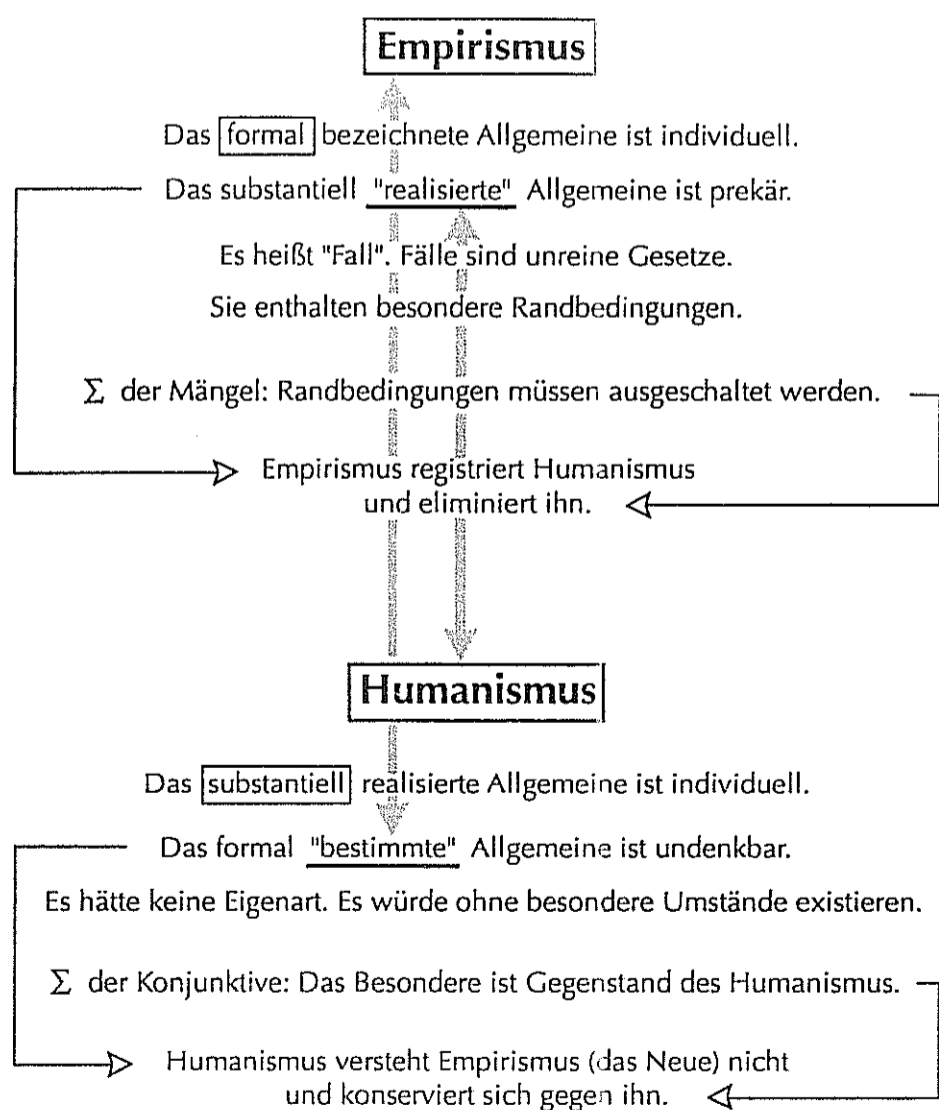 Empirismus
Das formal bezeichnete Allgemeine ist individuell.
Das substantiell "realisierte" Allgemeine ist prekär.
Es heißt "Fall". Fälle sind unreine Gesetze.
Sie enthalten besondere Randbedingungen.
Σ der Mängel: Randbedingungen müssen ausgeschaltet werden.
Empirismus registriert Humanismus
und eliminiert ihn.
Humanismus
Das substantiell realisierte Allgemeine ist individuell.
Das formal "bestimmte" Allgemeine ist undenkbar.
Es hätte keine Eigenart. Es würde ohne besondere Umstände existieren.
Σ der Konjunktive: Das Besondere ist Gegenstand des Humanismus.
Humanismus versteht Empirismus (das Neue) nicht
und konserviert sich gegen ihn.